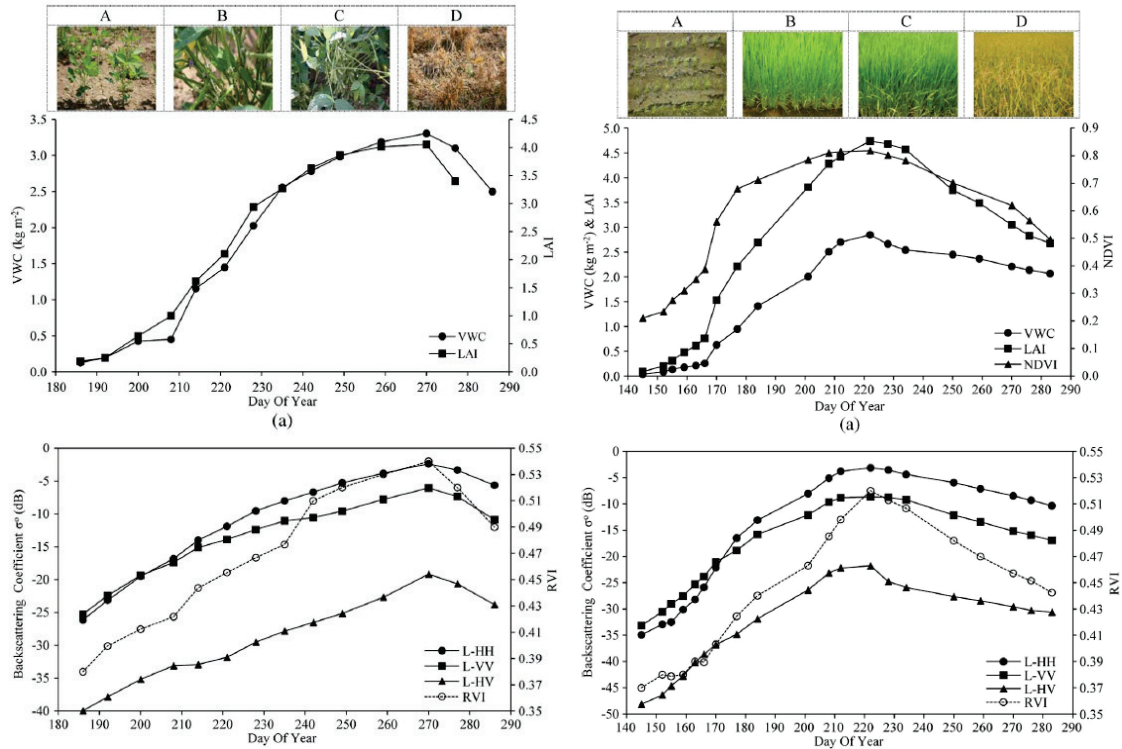 A B C D
3.5
3.0
2.5
2.0
1.5
1.0
0.5
0.0
VWC (kg m-2)
4.5
4.0
3.5
3.0
2.5
2.0
1.5
1.0
0.5
0.0
LAI
VWC
LAI
180 190 200 210 220 230 240 250 260 270 280 290
Day Of Year
(a)
0
-5
-10
-15
-20
-25
-30
-35
-40
Backscattering Coefficient σ° (dB)
0.55
0.53
0.51
0.49
0.47
0.45
0.43
0.41
0.39
0.37
0.35
RVI
L-HH
L-VV
L-HV
RVI
180 190 200 210 220 230 240 250 260 270 280 290
Day Of Year
A B C D
5.0
4.5
4.0
3.5
3.0
2.5
2.0
1.5
1.0
0.5
0.0
VWC (kg m-2) & LAI
0.9
0.8
0.7
0.6
0.5
0.4
0.3
0.2
0.1
0.0
NDVI
VWC
LAI
NDVI
140 150 160 170 180 190 200 210 220 230 240 250 260 270 280 290
Day Of Year
(a)
0
-5
-10
-15
-20
-25
-30
-35
-40
-45
-50
Backscattering Coefficient σ° (dB)
0.55
0.53
0.51
0.49
0.47
0.45
0.43
0.41
0.39
0.37
0.35
RVI
L-HH
L-VV
L-HV
RVI
140 150 160 170 180 190 200 210 220 230 240 250 260 270 280 290
Day Of Year